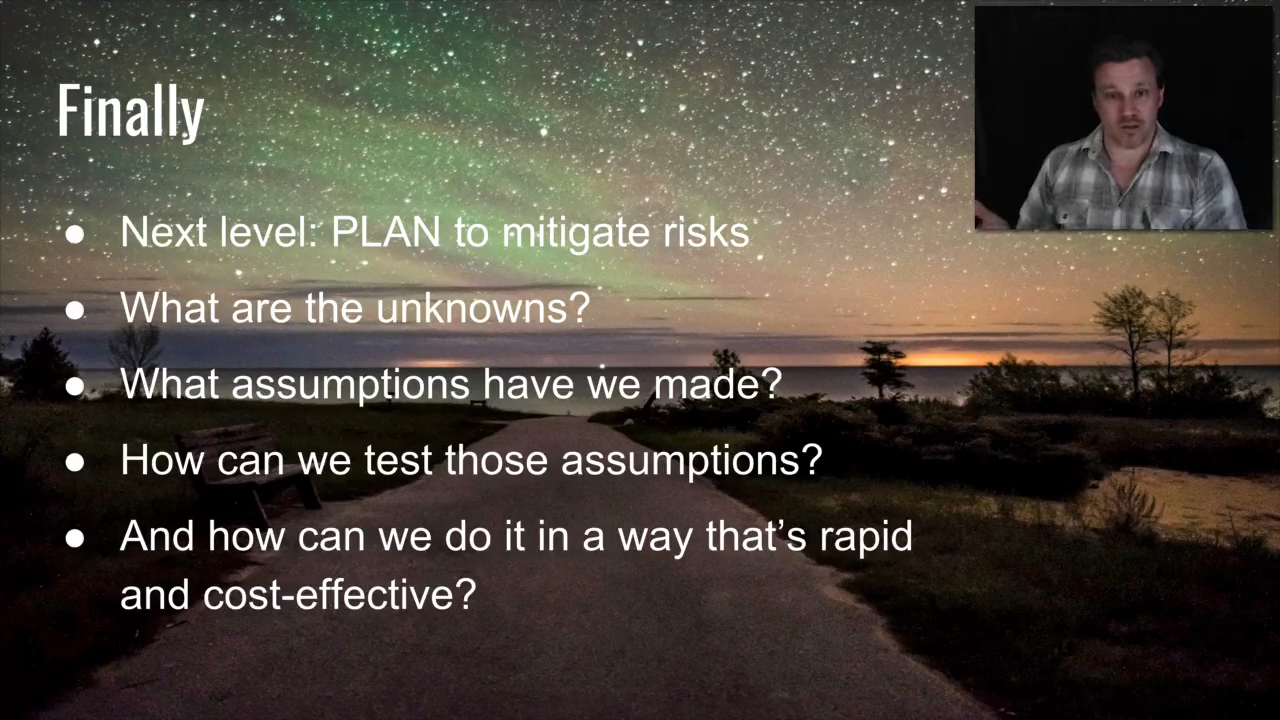 Finally
● Next level: PLAN to mitigate risks
● What are the unknowns?
● What assumptions have we made?
● How can we test those assumptions?
● And how can we do it in a way that’s rapid
and cost-effective?